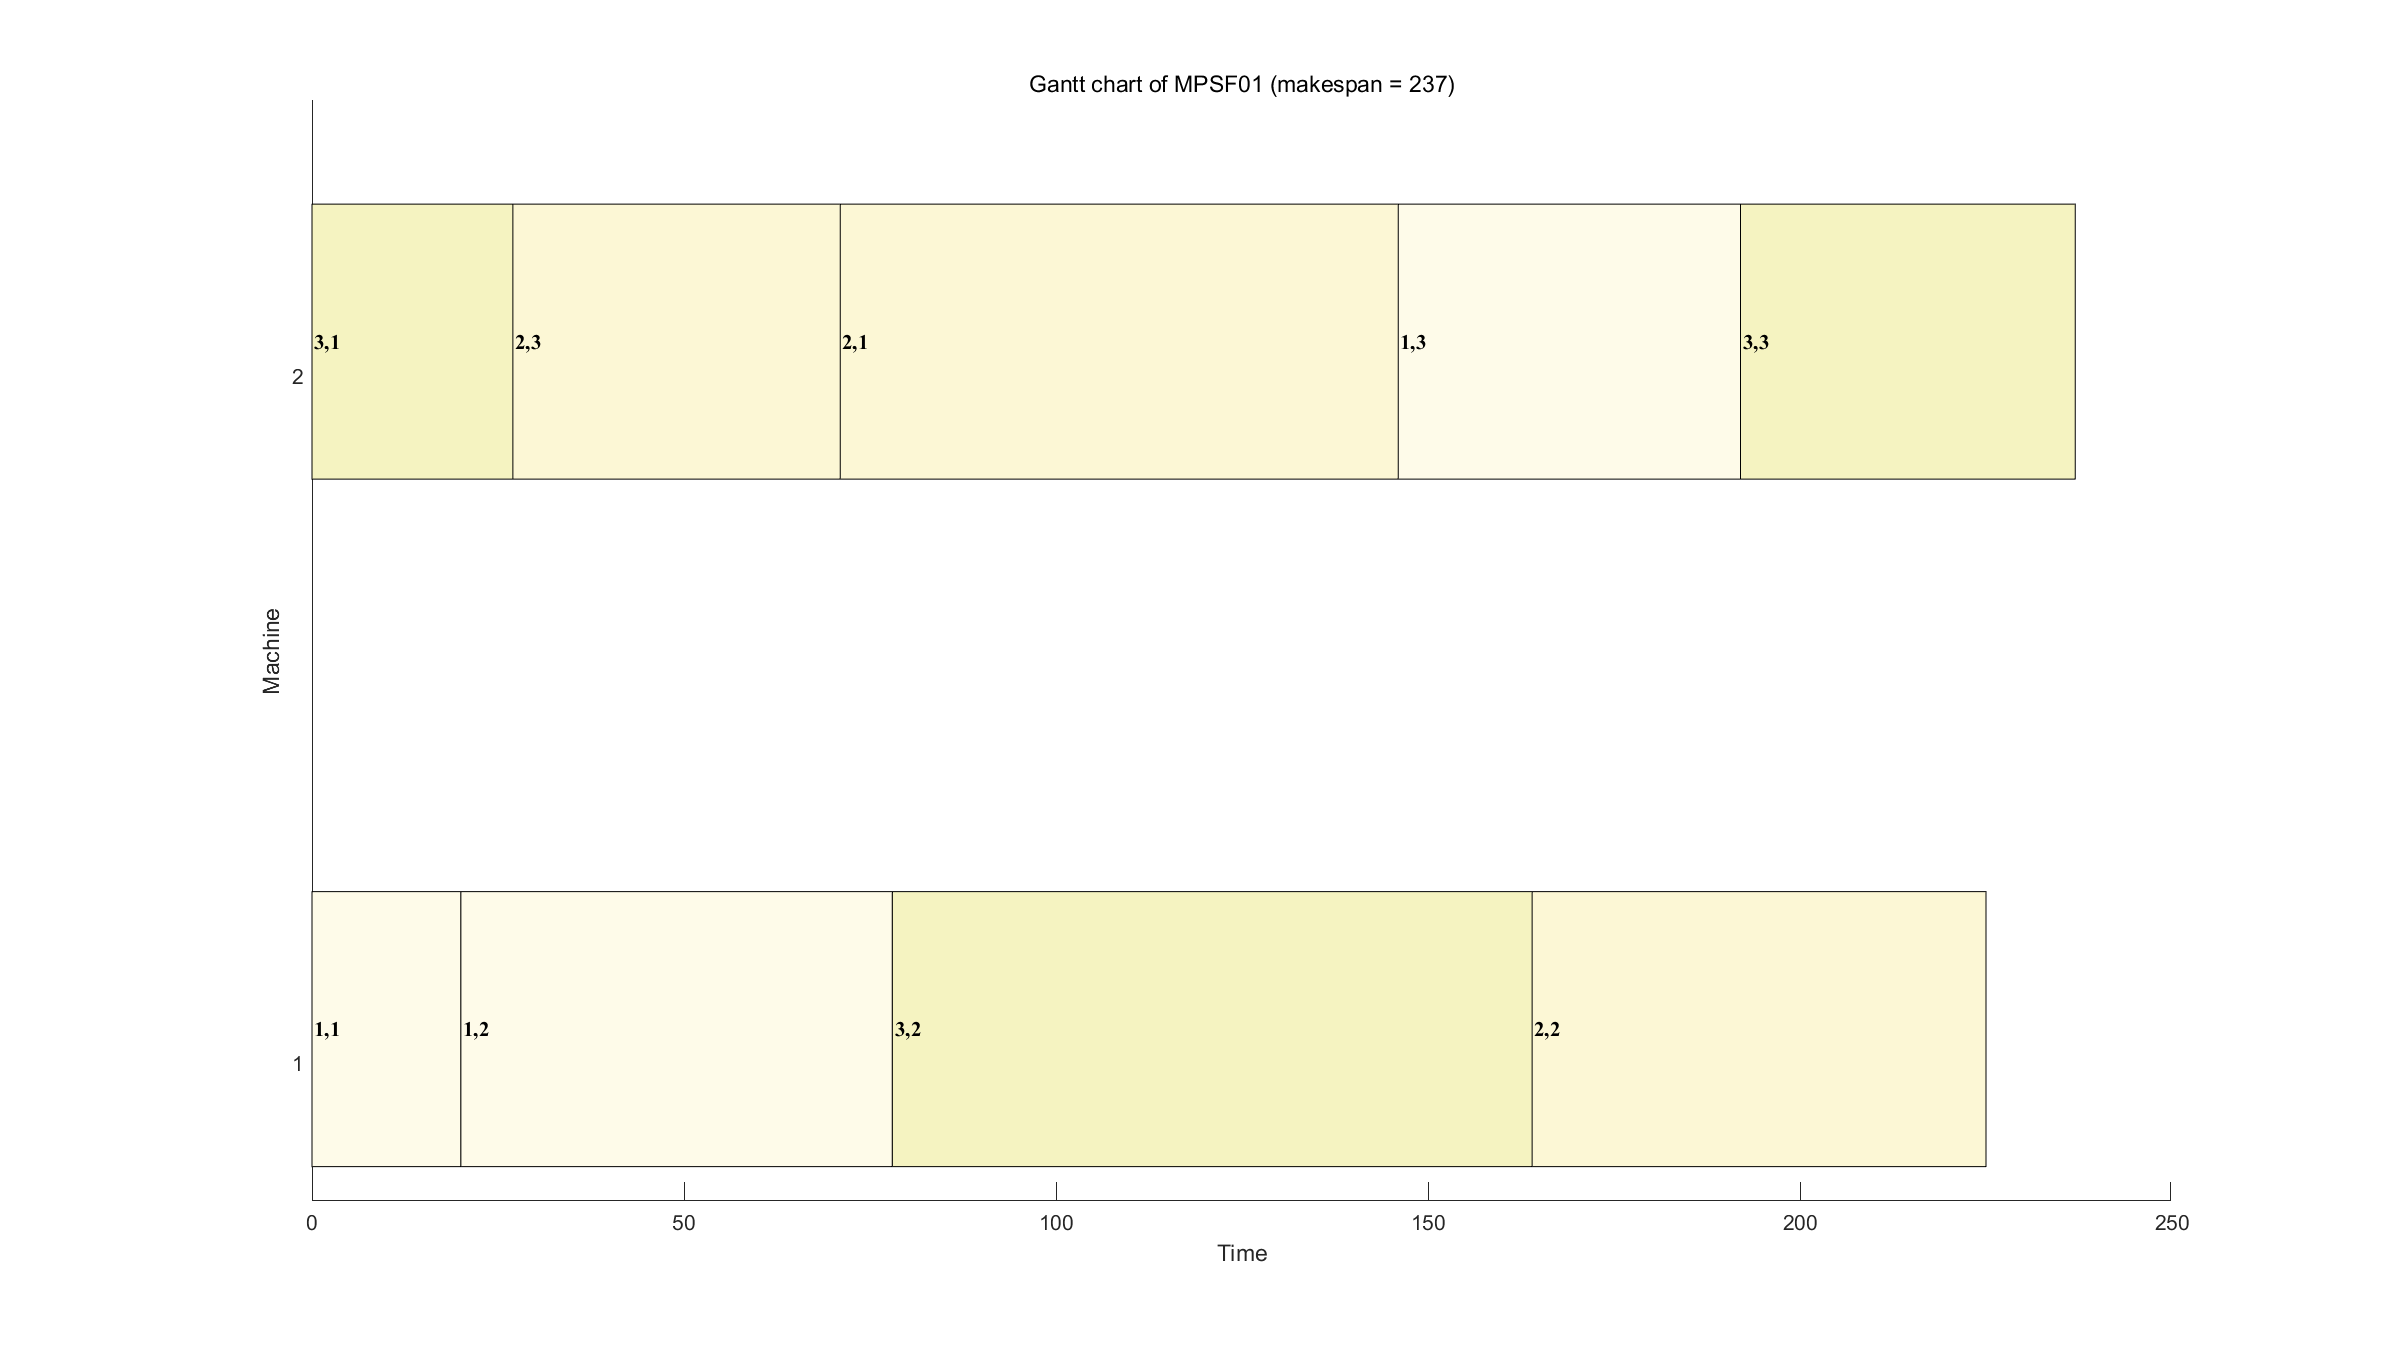 Gantt chart of MPSF01 (makespan = 237)
3,1 2,3 2,1 1,3 3,3
2
Machine
1,1 1,2 3,2 2,2
1
0 50 100 150 200 250
Time